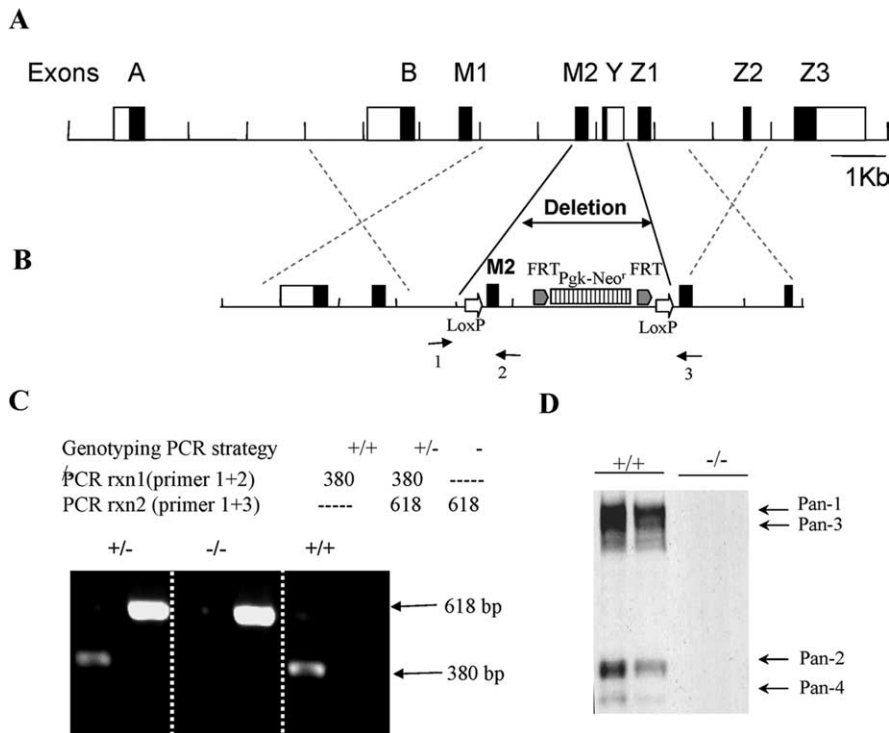 A
Exons A B M1 M2 Y Z1 Z2 Z3
1Kb
Deletion
B
M2 FRT Pgk-Neoʳ FRT
LoxP LoxP
1 2 3
C
Genotyping PCR strategy +/+ +/- -
/-
PCR rxn1(primer 1+2) 380 380 -----
PCR rxn2 (primer 1+3) ----- 618 618
+/- -/- +/+
618 bp
380 bp
D
+/+ -/-
Pan-1
Pan-3
Pan-2
Pan-4